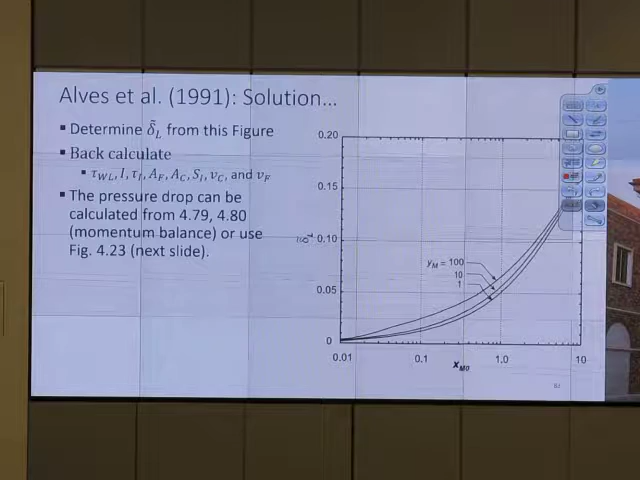 Alves et al. (1991): Solution...
▪ Determine δ̃_L from this Figure
▪ Back calculate
▪ τ_WL, I, τ_I, A_F, A_C, S_I, v_C, and v_F
▪ The pressure drop can be
calculated from 4.79, 4.80
(momentum balance) or use
Fig. 4.23 (next slide).
0.20
0.15
0.10
0.05
0
δ̃_L
y_M = 100
10
1
0.01 0.1 1.0 10
X_M0